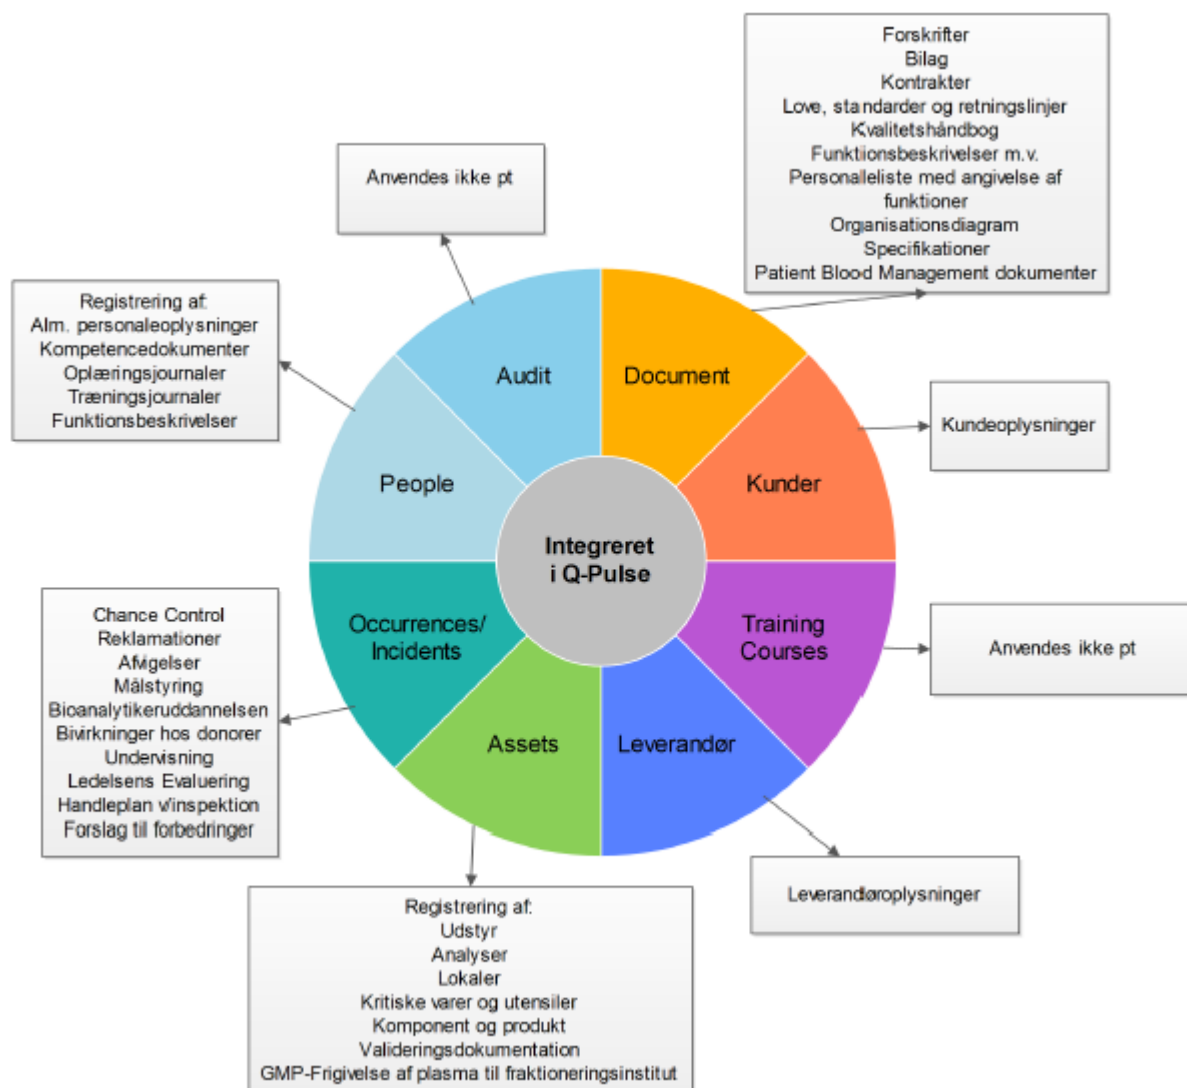 Forskrifter
Bilag
Kontrakter
Love, standarder og retningslinjer
Kvalitetshåndbog
Funktionsbeskrivelser m.v.
Personalleliste med angivelse af
funktioner
Organisationsdiagram
Specifikationer
Patient Blood Management dokumenter
Anvendes ikke pt
Registrering af:
Alm. personaleoplysninger
Kompetencedokumenter
Oplæringsjournaler
Træningsjournaler
Funktionsbeskrivelser
Audit
Document
Kundeoplysninger
People
Kunder
Integreret
i Q-Pulse
Chance Control
Reklamationer
Afvigelser
Målstyring
Bioanalytikeruddannelsen
Bivirkninger hos donorer
Undervisning
Ledelsens Evaluering
Handleplan v/inspektion
Forslag til forbedringer
Occurrences/
Incidents
Training
Courses
Anvendes ikke pt
Assets
Leverandør
Leverandøroplysninger
Registrering af:
Udstyr
Analyser
Lokaler
Kritiske varer og utensiler
Komponent og produkt
Valideringsdokumentation
GMP-Frigivelse af plasma til fraktioneringsinstitut